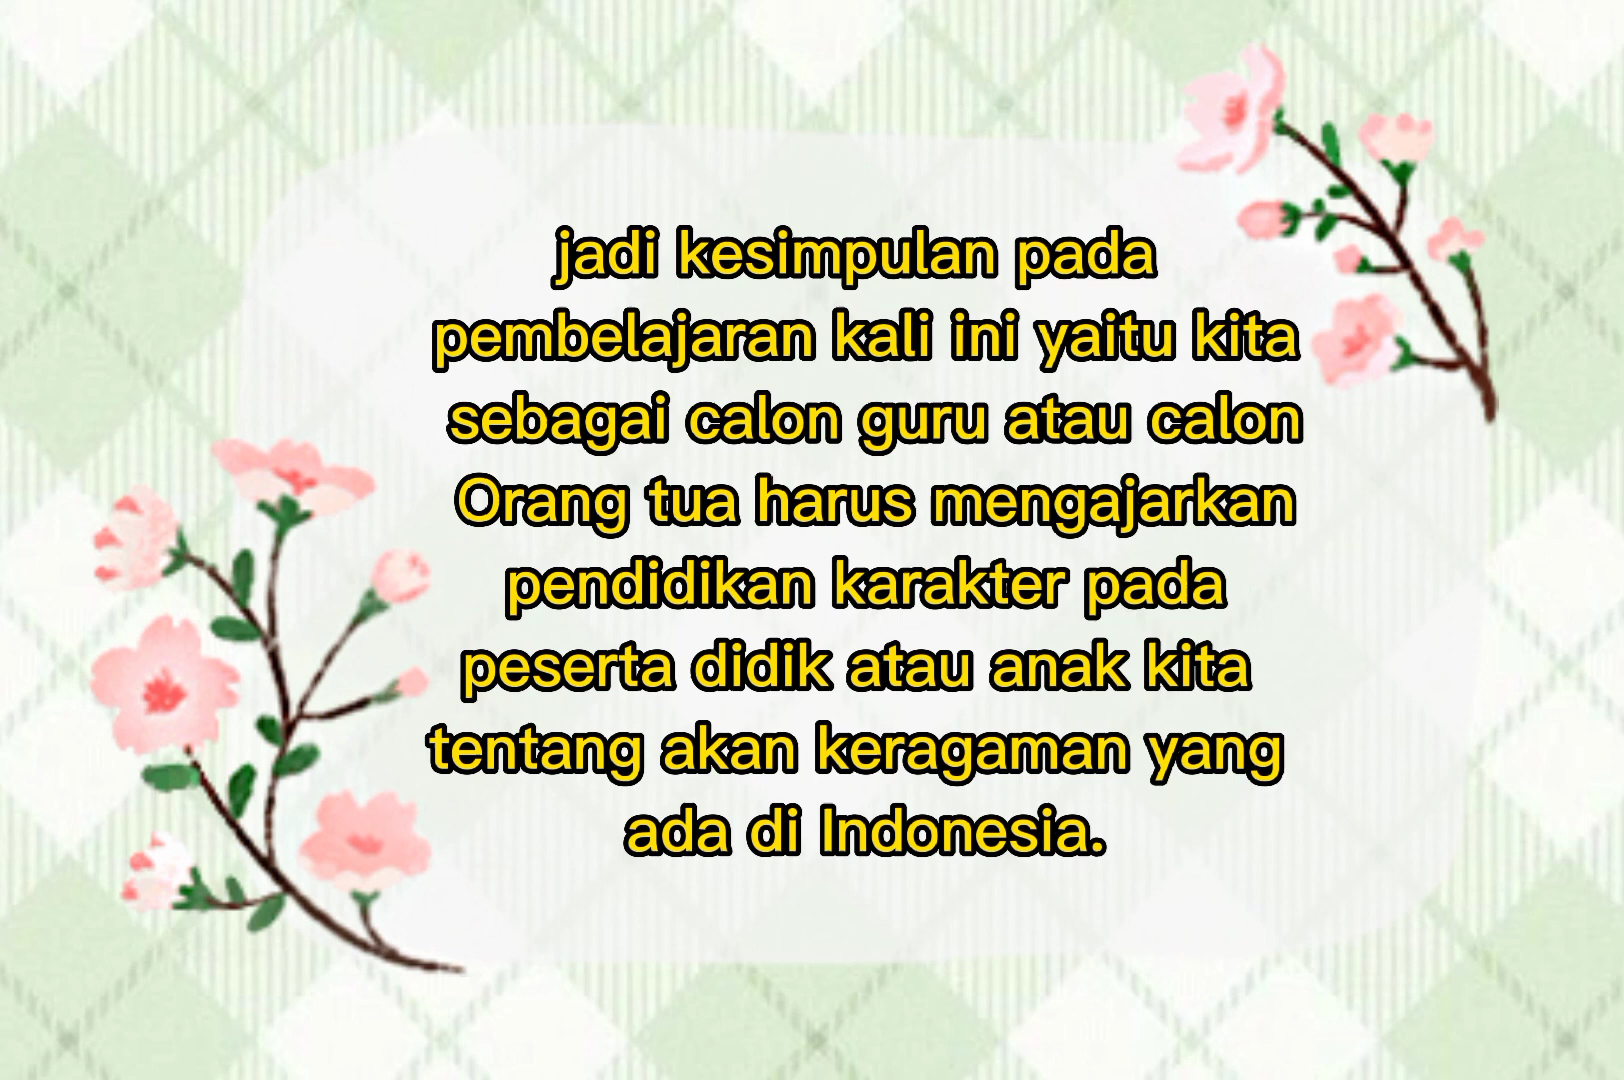 jadi kesimpulan pada
pembelajaran kali ini yaitu kita
sebagai calon guru atau calon
Orang tua harus mengajarkan
pendidikan karakter pada
peserta didik atau anak kita
tentang akan keragaman yang
ada di Indonesia.